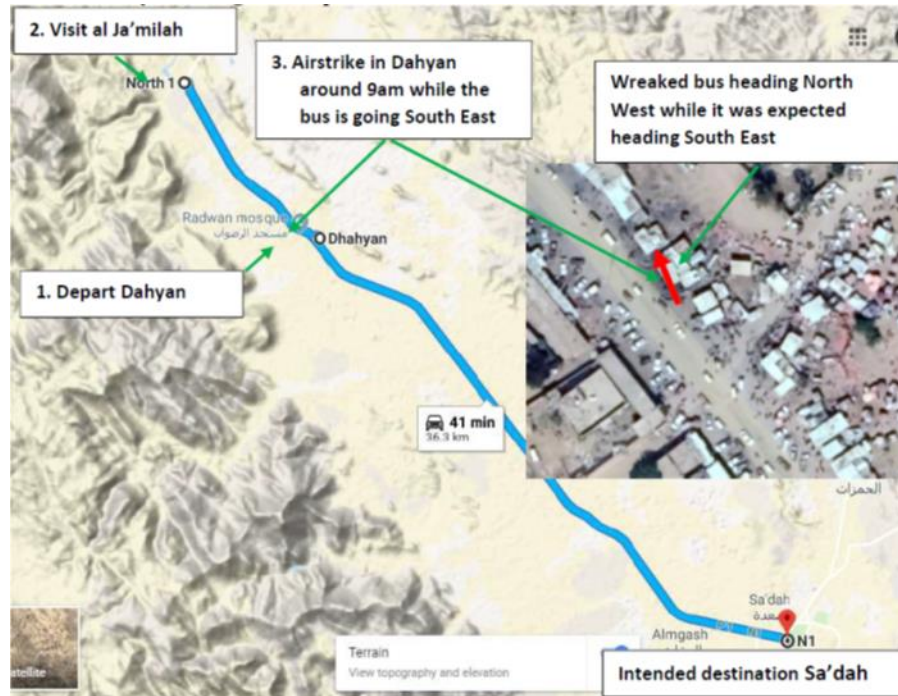 2. Visit al Ja’milah
North 1
3. Airstrike in Dahyan
around 9am while the
bus is going South East
Wreaked bus heading North
West while it was expected
heading South East
Radwan mosque
مسجد الرضوان
Dhahyan
1. Depart Dahyan
41 min
36.3 km
الحمزات
Sa'dah
صعدة
N1
Almgash
Terrain
View topography and elevation
Intended destination Sa’dah